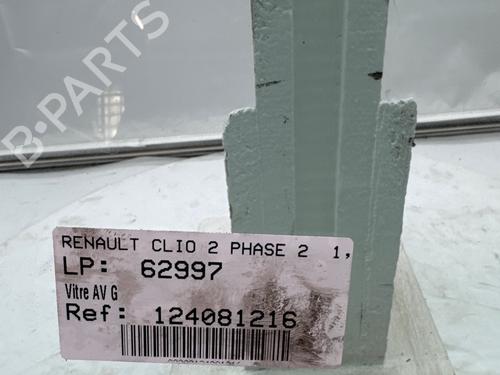 B-PARTS
RENAULT CLIO 2 PHASE 2 1,
LP: 62997
Vitre AV G
Ref: 124081216